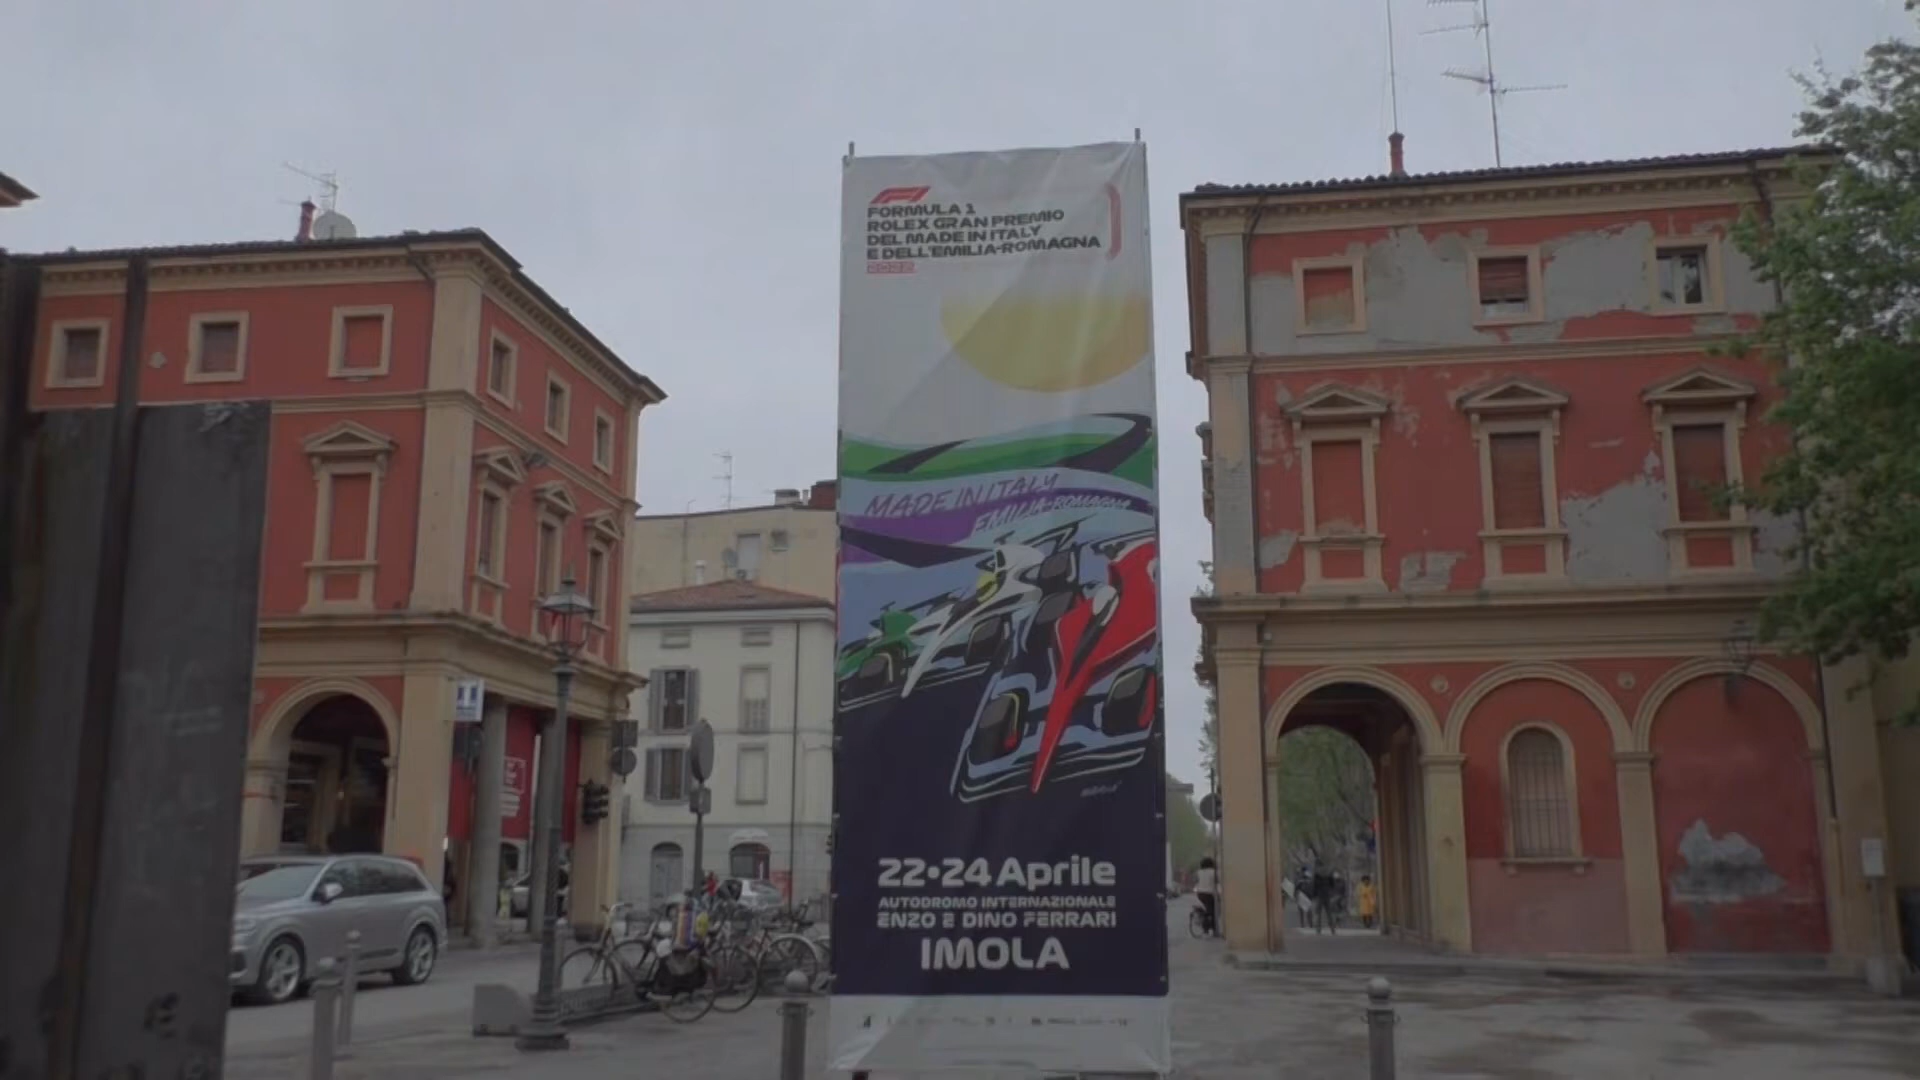 F1
FORMULA 1
ROLEX GRAN PREMIO
DEL MADE IN ITALY
E DELL'EMILIA-ROMAGNA
2022
MADE IN ITALY
EMILIA-ROMAGNA
22•24 Aprile
AUTODROMO INTERNAZIONALE
ENZO E DINO FERRARI
IMOLA